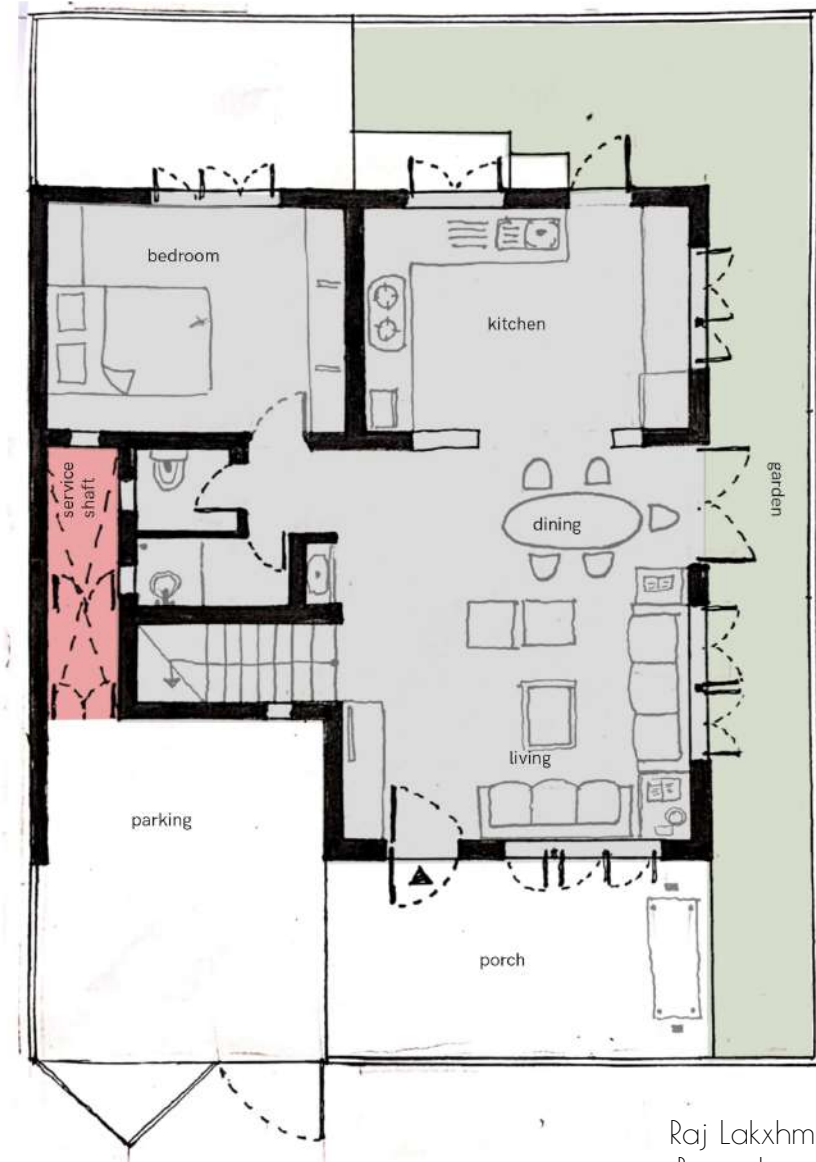 bedroom
kitchen
service
shaft
garden
dining
living
parking
porch
Raj Lakxhm